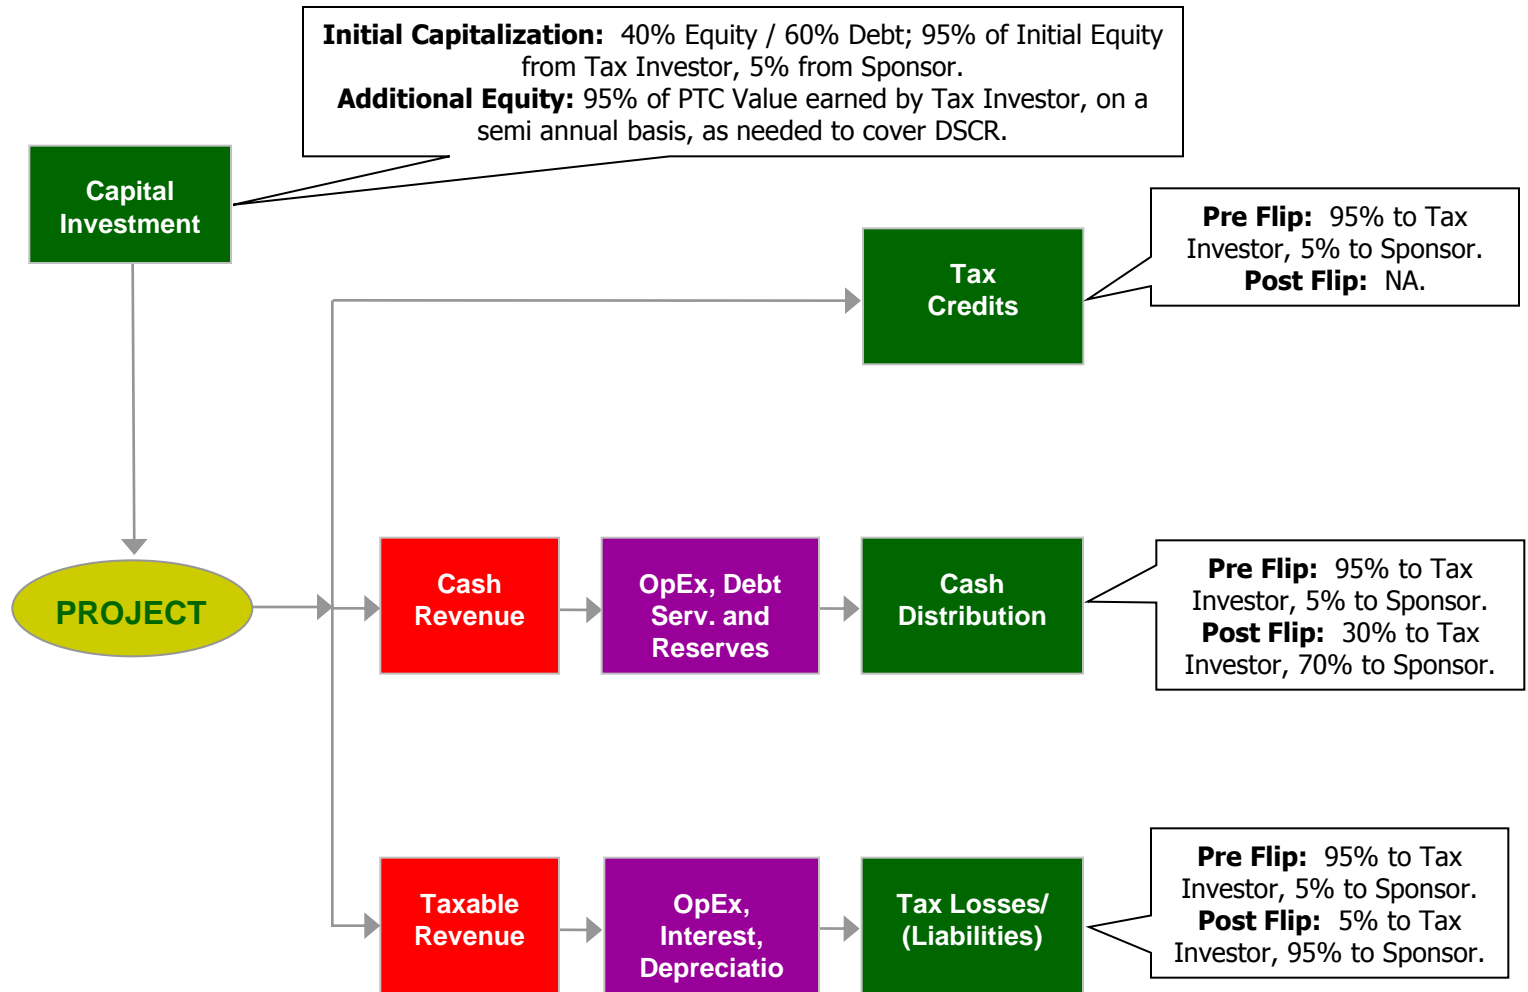 Initial Capitalization: 40% Equity / 60% Debt; 95% of Initial Equity
from Tax Investor, 5% from Sponsor.
Additional Equity: 95% of PTC Value earned by Tax Investor, on a
semi annual basis, as needed to cover DSCR.
Capital
Investment
Pre Flip: 95% to Tax
Investor, 5% to Sponsor.
Post Flip: NA.
Tax
Credits
PROJECT
Cash
Revenue
OpEx, Debt
Serv. and
Reserves
Cash
Distribution
Pre Flip: 95% to Tax
Investor, 5% to Sponsor.
Post Flip: 30% to Tax
Investor, 70% to Sponsor.
Taxable
Revenue
OpEx,
Interest,
Depreciatio
Tax Losses/
(Liabilities)
Pre Flip: 95% to Tax
Investor, 5% to Sponsor.
Post Flip: 5% to Tax
Investor, 95% to Sponsor.